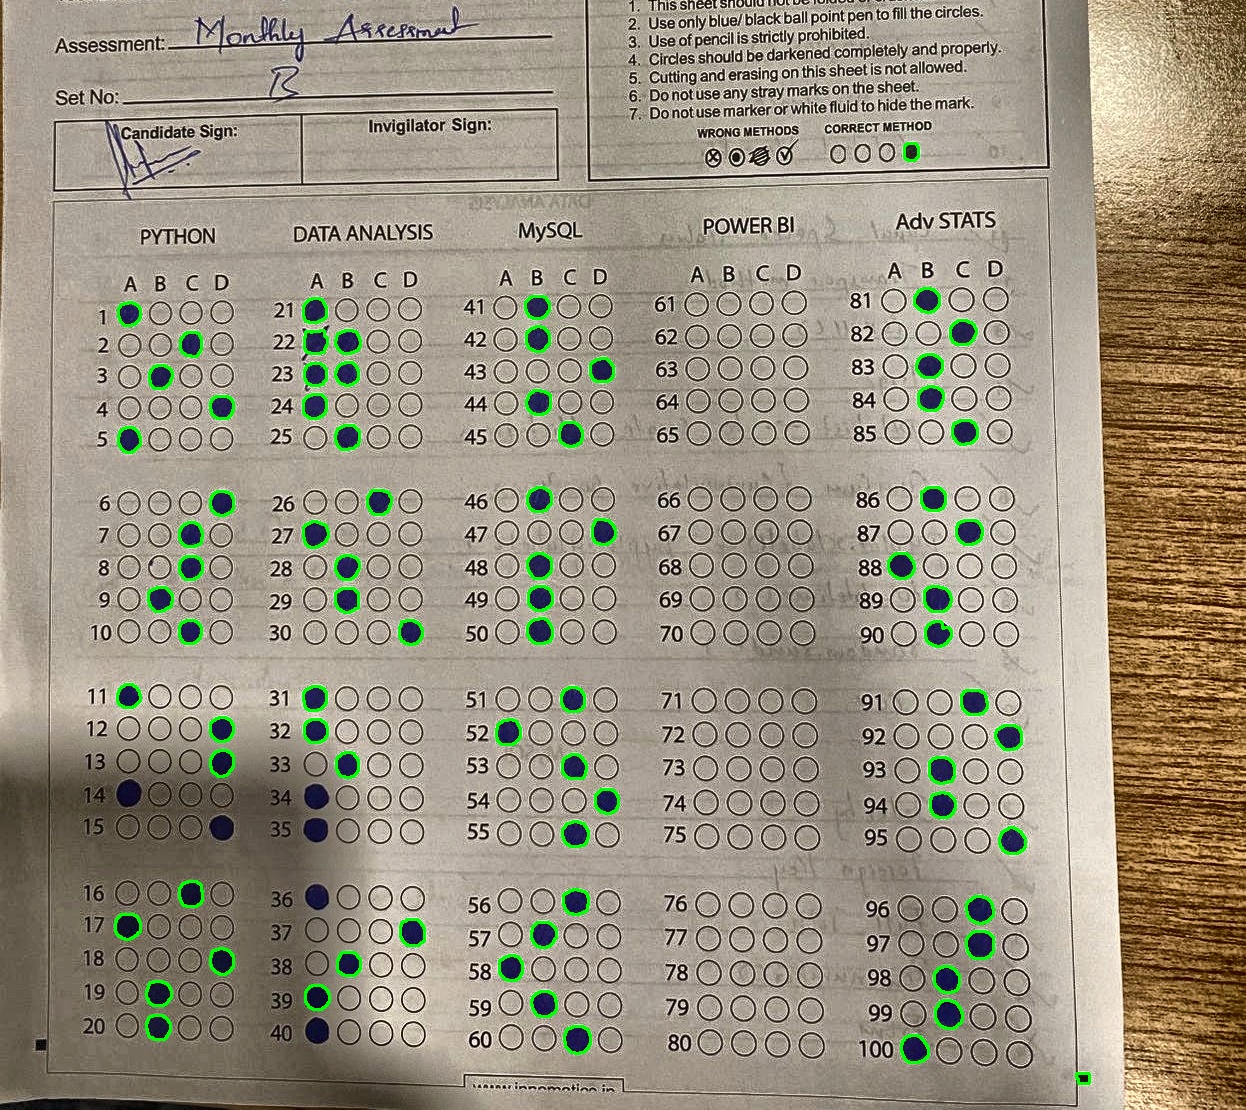 1. This sheet should not be folded or
Assessment: Monthly Assessment
2. Use only blue/ black ball point pen to fill the circles.
3. Use of pencil is strictly prohibited.
4. Circles should be darkened completely and properly.
Set No: B
5. Cutting and erasing on this sheet is not allowed.
6. Do not use any stray marks on the sheet.
7. Do not use marker or white fluid to hide the mark.
Candidate Sign: Invigilator Sign:
WRONG METHODS CORRECT METHOD
PYTHON DATA ANALYSIS MySQL POWER BI Adv STATS
A B C D A B C D A B C D A B C D A B C D
1 21 41 61 81
2 22 42 62 82
3 23 43 63 83
4 24 44 64 84
5 25 45 65 85
6 26 46 66 86
7 27 47 67 87
8 28 48 68 88
9 29 49 69 89
10 30 50 70 90
11 31 51 71 91
12 32 52 72 92
13 33 53 73 93
14 34 54 74 94
15 35 55 75 95
16 36 56 76 96
17 37 57 77 97
18 38 58 78 98
19 39 59 79 99
20 40 60 80 100
www.innomatics.in